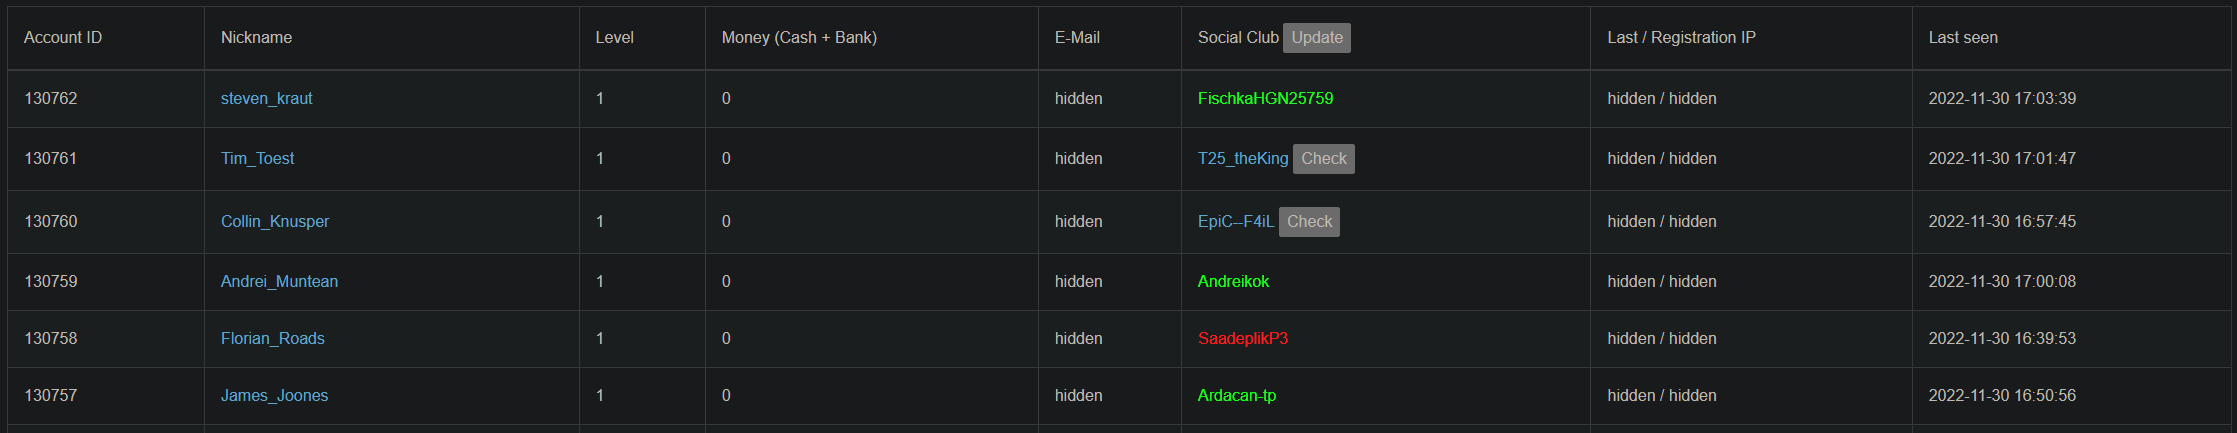 Account ID Nickname Level Money (Cash + Bank) E-Mail Social Club Update Last / Registration IP Last seen
130762 steven_kraut 1 0 hidden FischkaHGN25759 hidden / hidden 2022-11-30 17:03:39
130761 Tim_Toest 1 0 hidden T25_theKing Check hidden / hidden 2022-11-30 17:01:47
130760 Collin_Knusper 1 0 hidden EpiC--F4iL Check hidden / hidden 2022-11-30 16:57:45
130759 Andrei_Muntean 1 0 hidden Andreikok hidden / hidden 2022-11-30 17:00:08
130758 Florian_Roads 1 0 hidden SaadeplikP3 hidden / hidden 2022-11-30 16:39:53
130757 James_Joones 1 0 hidden Ardacan-tp hidden / hidden 2022-11-30 16:50:56